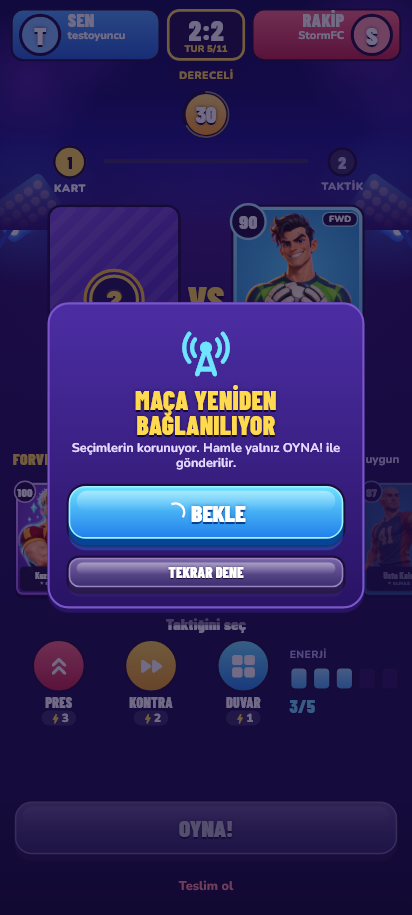 SEN
testoyuncu
T
2:2
TUR 5/11
RAKİP
StormFC
S
DERECELİ
30
1
KART
2
TAKTİK
90
FWD
VS
MAÇA YENİDEN
BAĞLANILIYOR
Seçimlerin korunuyor. Hamle yalnız OYNA! ile
gönderilir.
uygun
100
97
BEKLE
TEKRAR DENE
Taktiğini seç
PRES
3
KONTRA
2
DUVAR
1
ENERJİ
3/5
OYNA!
Teslim ol